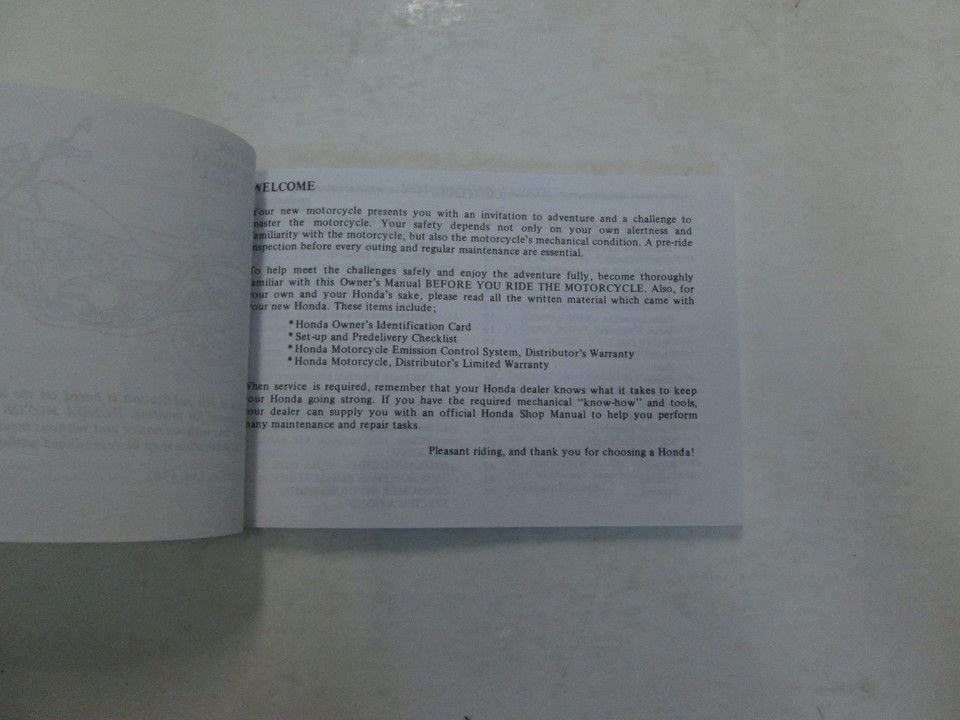 WELCOME
Your new motorcycle presents you with an invitation to adventure and a challenge to
master the motorcycle. Your safety depends not only on your own alertness and
familiarity with the motorcycle, but also the motorcycle's mechanical condition. A pre-ride
inspection before every outing and regular maintenance are essential.
To help meet the challenges safely and enjoy the adventure fully, become thoroughly
familiar with this Owner's Manual BEFORE YOU RIDE THE MOTORCYCLE. Also, for
your own and your Honda's sake, please read all the written material which came with
your new Honda. These items include;
*Honda Owner's Identification Card
*Set-up and Predelivery Checklist
*Honda Motorcycle Emission Control System, Distributor's Warranty
*Honda Motorcycle, Distributor's Limited Warranty
When service is required, remember that your Honda dealer knows what it takes to keep
your Honda going strong. If you have the required mechanical "know-how" and tools,
your dealer can supply you with an official Honda Shop Manual to help you perform
many maintenance and repair tasks.
Pleasant riding, and thank you for choosing a Honda!